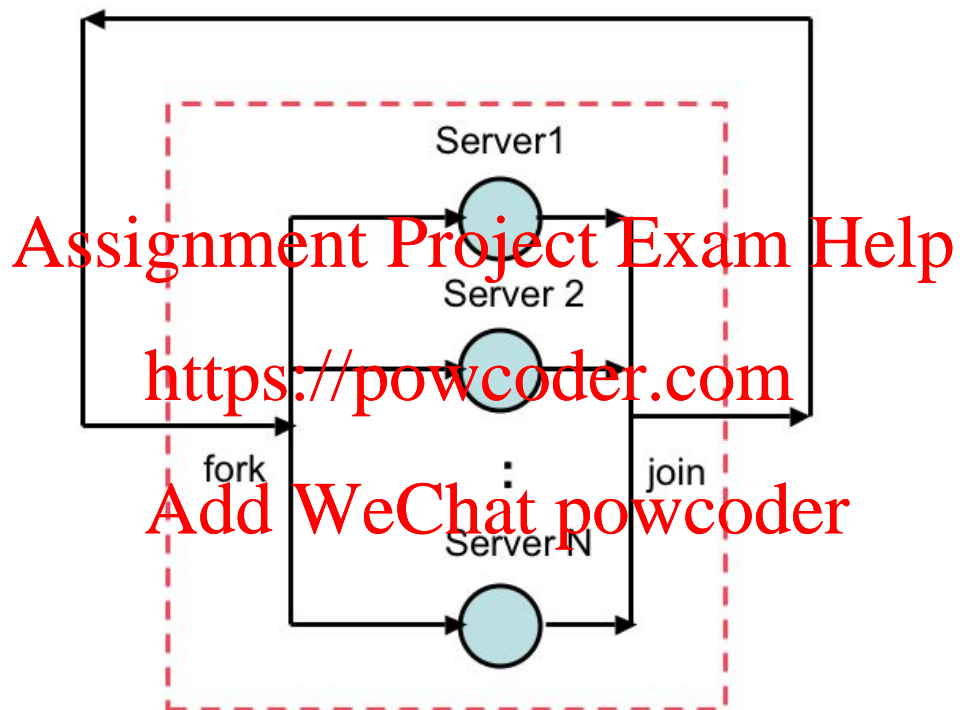 Server1
Assignment Project Exam Help
Server 2
https://powcoder.com
fork
:
join
Add WeChat powcoder
Server N